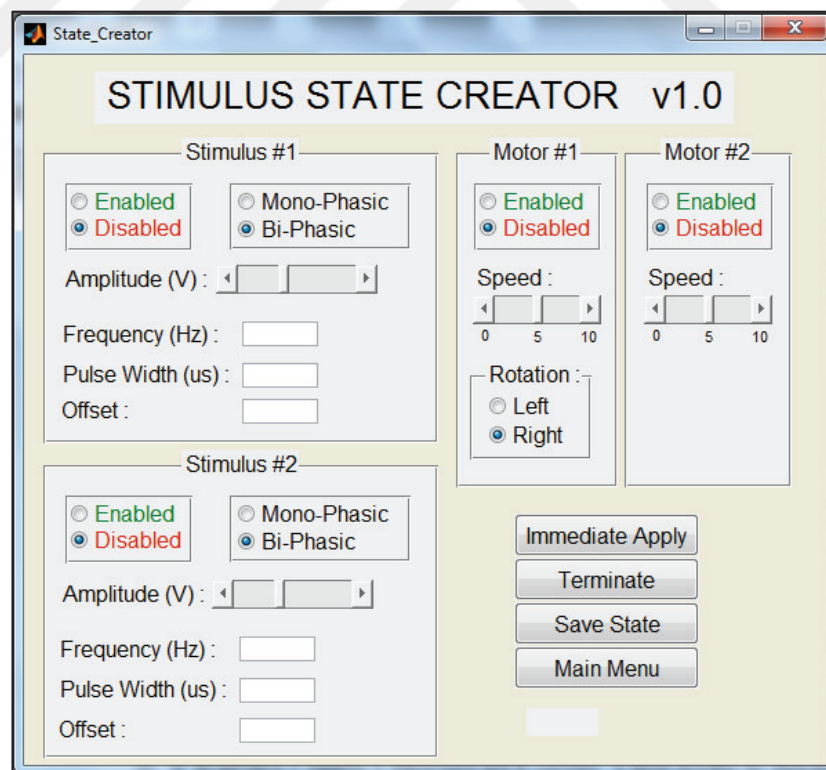 State_Creator
STIMULUS STATE CREATOR v1.0
Stimulus #1
Enabled
Disabled
Mono-Phasic
Bi-Phasic
Amplitude (V) :
Frequency (Hz) :
Pulse Width (us) :
Offset :
Stimulus #2
Enabled
Disabled
Mono-Phasic
Bi-Phasic
Amplitude (V) :
Frequency (Hz) :
Pulse Width (us) :
Offset :
Motor #1
Enabled
Disabled
Speed :
0 5 10
Rotation :
Left
Right
Motor #2
Enabled
Disabled
Speed :
0 5 10
Immediate Apply
Terminate
Save State
Main Menu